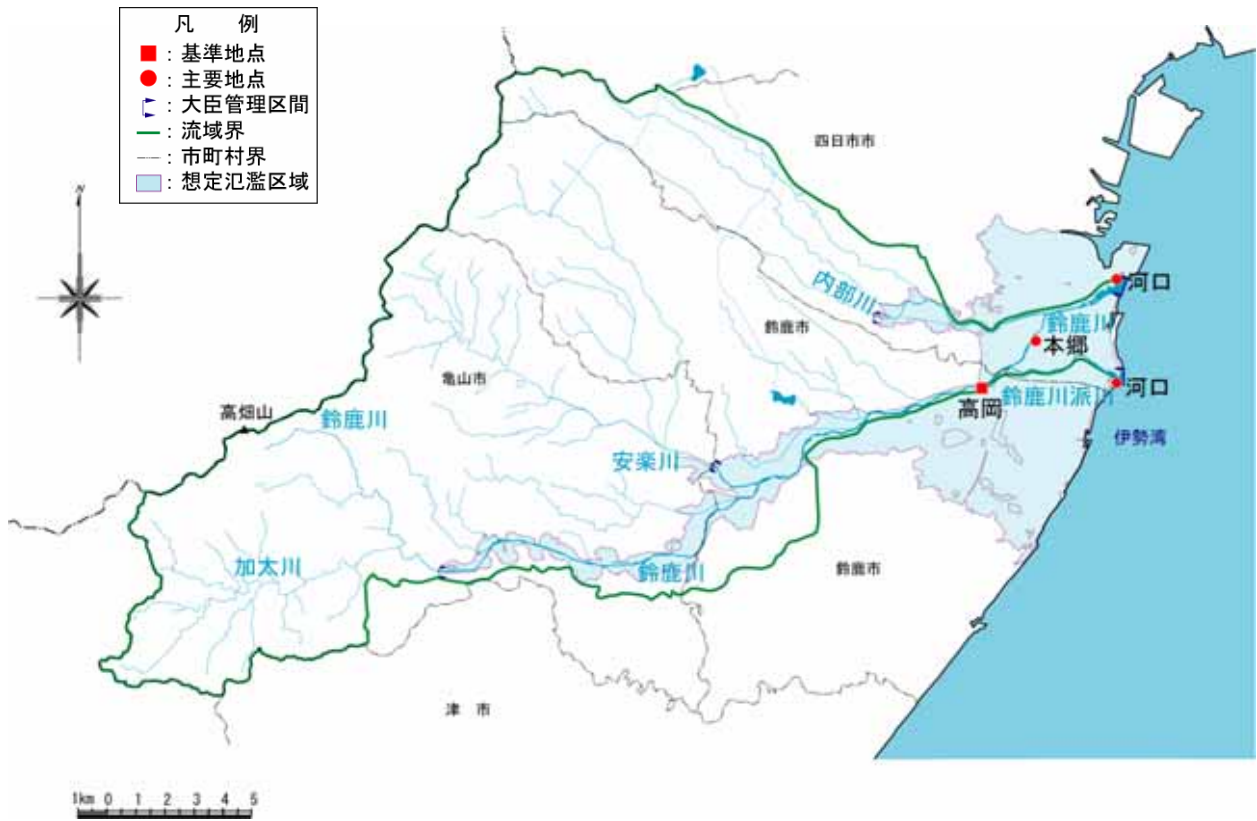 凡 例
■：基準地点
●：主要地点
：大臣管理区間
：流域界
：市町村界
：想定氾濫区域
N
四日市市
内部川
河口
鈴鹿川
鈴鹿市
本郷
亀山市
河口
高岡
鈴鹿川派川
高畑山
鈴鹿川
伊勢湾
安楽川
加太川
鈴鹿川
鈴鹿市
津 市
1km 0 1 2 3 4 5